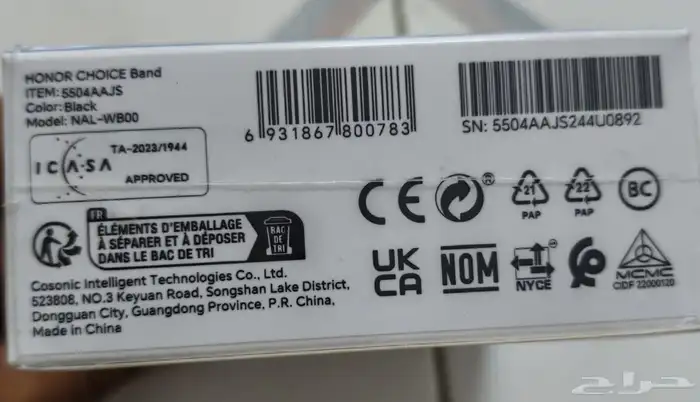 HONOR CHOICE Band
ITEM: 5504AAJS
Color: Black
Model: NAL-WB00
6 931867 800783
SN: 5504AAJS244U0892
ICASA
TA-2023/1944
APPROVED
CE
21
PAP
22
PAP
BC
FR
ÉLÉMENTS D'EMBALLAGE
À SÉPARER ET À DÉPOSER
DANS LE BAC DE TRI
BAC
DE
TRI
UK
CA
NOM
NYCE
MCMC
CIDF 22000120
Cosonic Intelligent Technologies Co., Ltd.
523808, NO.3 Keyuan Road, Songshan Lake District,
Dongguan City, Guangdong Province, P.R. China,
Made in China
حراج